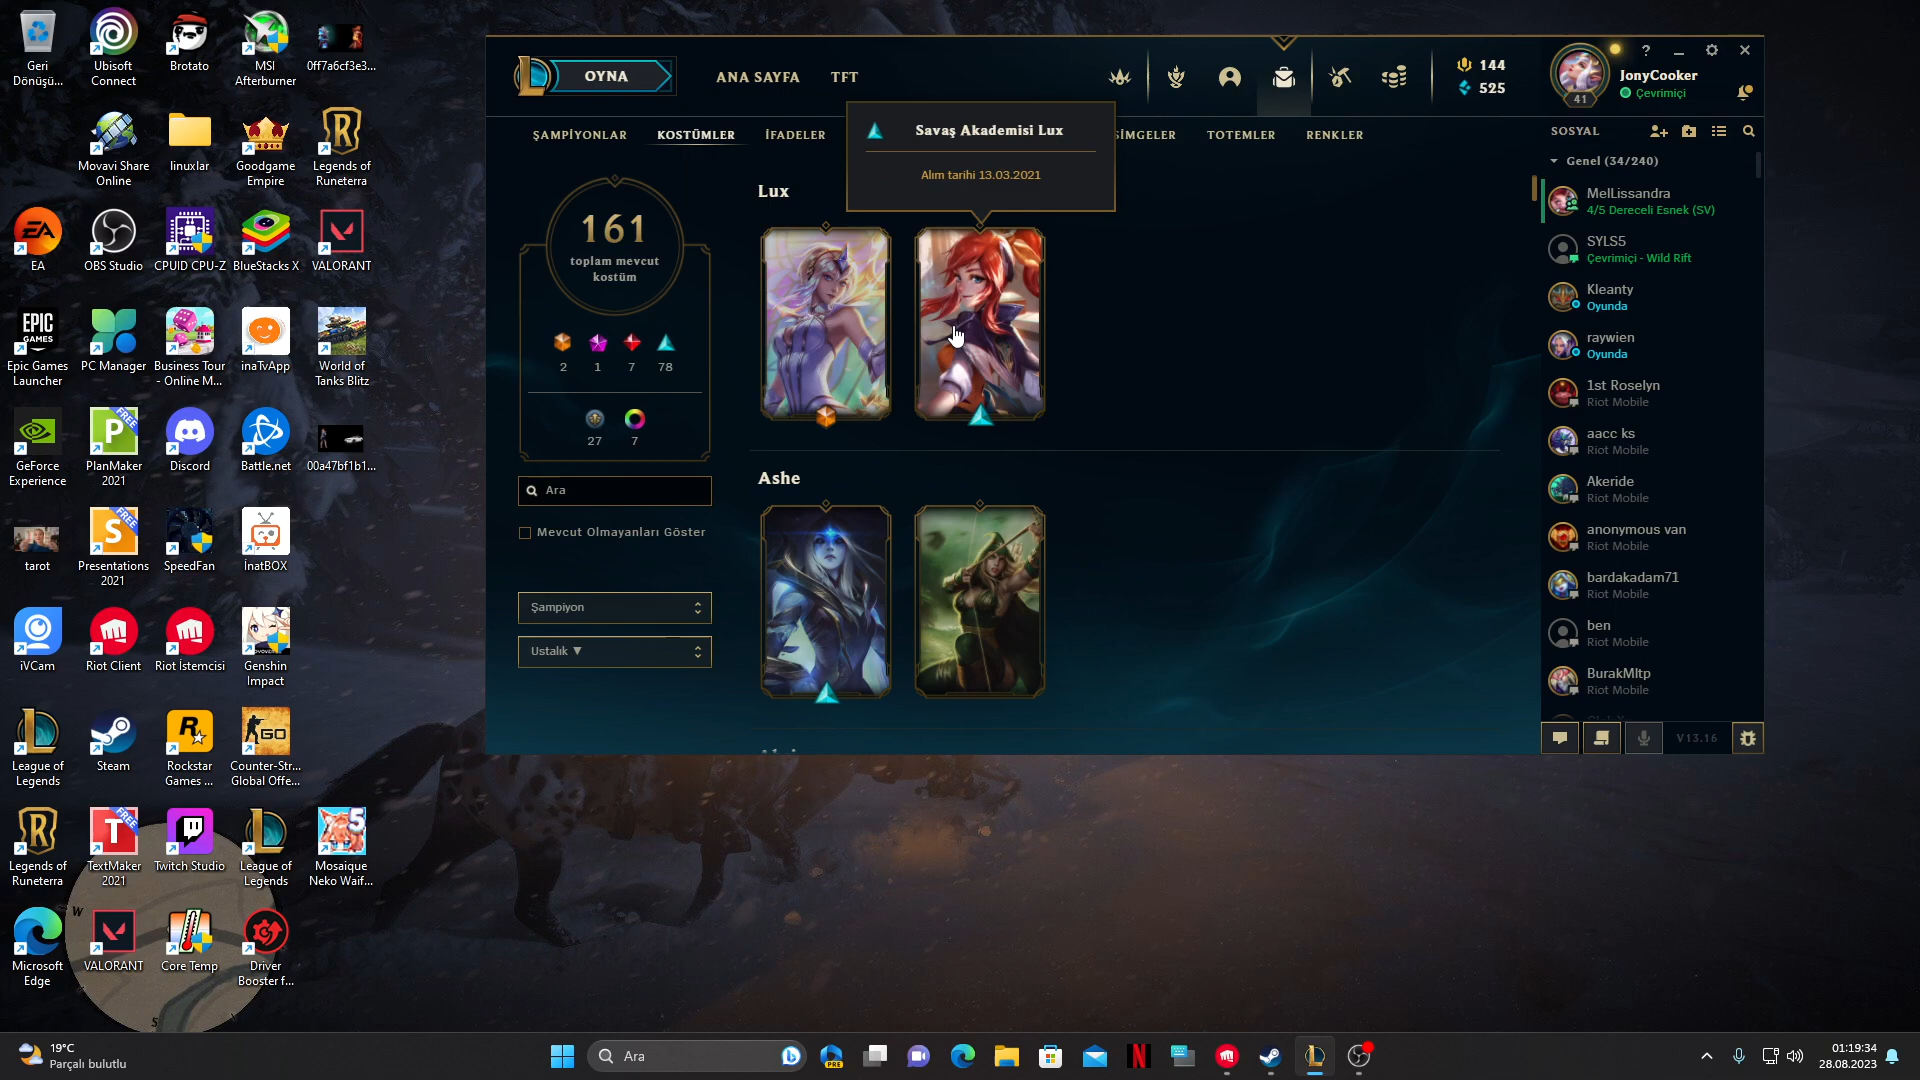 Geri
Dönüşü...
Ubisoft
Connect
Brotato
MSI
Afterburner
0ff7a6cf3e3...
Movavi Share
Online
linuxlar
Goodgame
Empire
Legends of
Runeterra
EA
OBS Studio
CPUID CPU-Z
BlueStacks X
VALORANT
EPIC
GAMES
Epic Games
Launcher
PC Manager
Business Tour
- Online M...
inaTvApp
World of
Tanks Blitz
FREE
GeForce
Experience
PlanMaker
2021
Discord
Battle.net
00a47bf1b1...
FREE
tarot
Presentations
2021
SpeedFan
İnatBOX
iVCam
Riot Client
Riot İstemcisi
Genshin
Impact
GO
League of
Legends
Steam
Rockstar
Games ...
Counter-Str...
Global Offe...
FREE
Legends of
Runeterra
TextMaker
2021
Twitch Studio
League of
Legends
Mosaique
Neko Waif...
W
Microsoft
Edge
VALORANT
Core Temp
Driver
Booster f...
S
OYNA
ANA SAYFA
TFT
144
525
41
JonyCooker
Çevrimiçi
ŞAMPİYONLAR
KOSTÜMLER
İFADELER
SİMGELER
TOTEMLER
RENKLER
Savaş Akademisi Lux
Alım tarihi 13.03.2021
161
toplam mevcut
kostüm
2
1
7
78
27
7
Ara
Mevcut Olmayanları Göster
Şampiyon
Ustalık ▼
Lux
Ashe
SOSYAL
Genel (34/240)
MelLissandra
4/5 Dereceli Esnek (SV)
SYLS5
Çevrimiçi - Wild Rift
Kleanty
Oyunda
raywien
Oyunda
1st Roselyn
Riot Mobile
aacc ks
Riot Mobile
Akeride
Riot Mobile
anonymous van
Riot Mobile
bardakadam71
Riot Mobile
ben
Riot Mobile
BurakMltp
Riot Mobile
V13.16
19°C
Parçalı bulutlu
Ara
PRE
01:19:34
28.08.2023